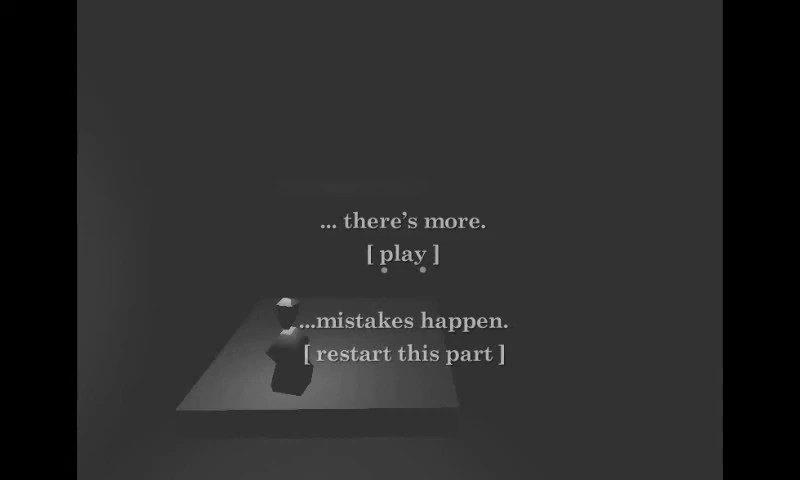 ... there's more.
[ play ]
...mistakes happen.
[ restart this part ]